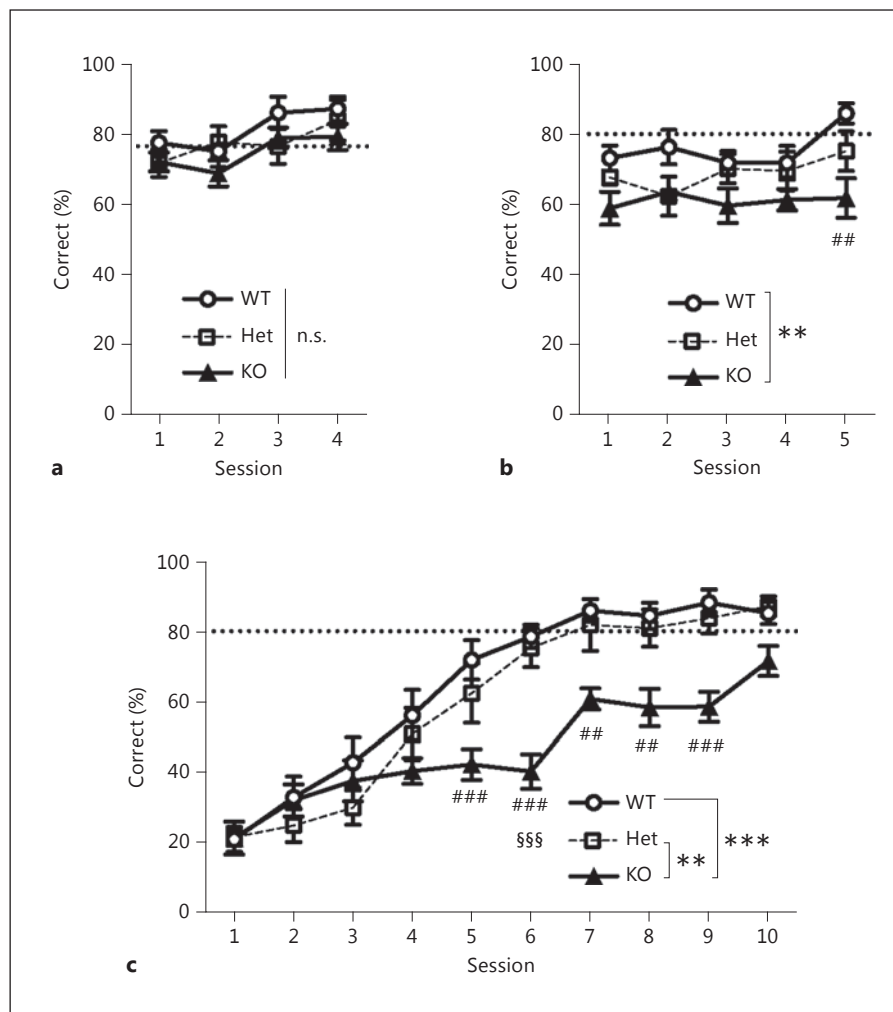 100
80
60
40
20
0
Correct (%)
WT
Het
KO
n.s.
1 2 3 4
Session
a
100
80
60
40
20
0
Correct (%)
##
WT
Het
KO
**
1 2 3 4 5
Session
b
100
80
60
40
20
0
Correct (%)
### ### ## ## ###
§§§
WT
Het
KO
**
***
1 2 3 4 5 6 7 8 9 10
Session
c